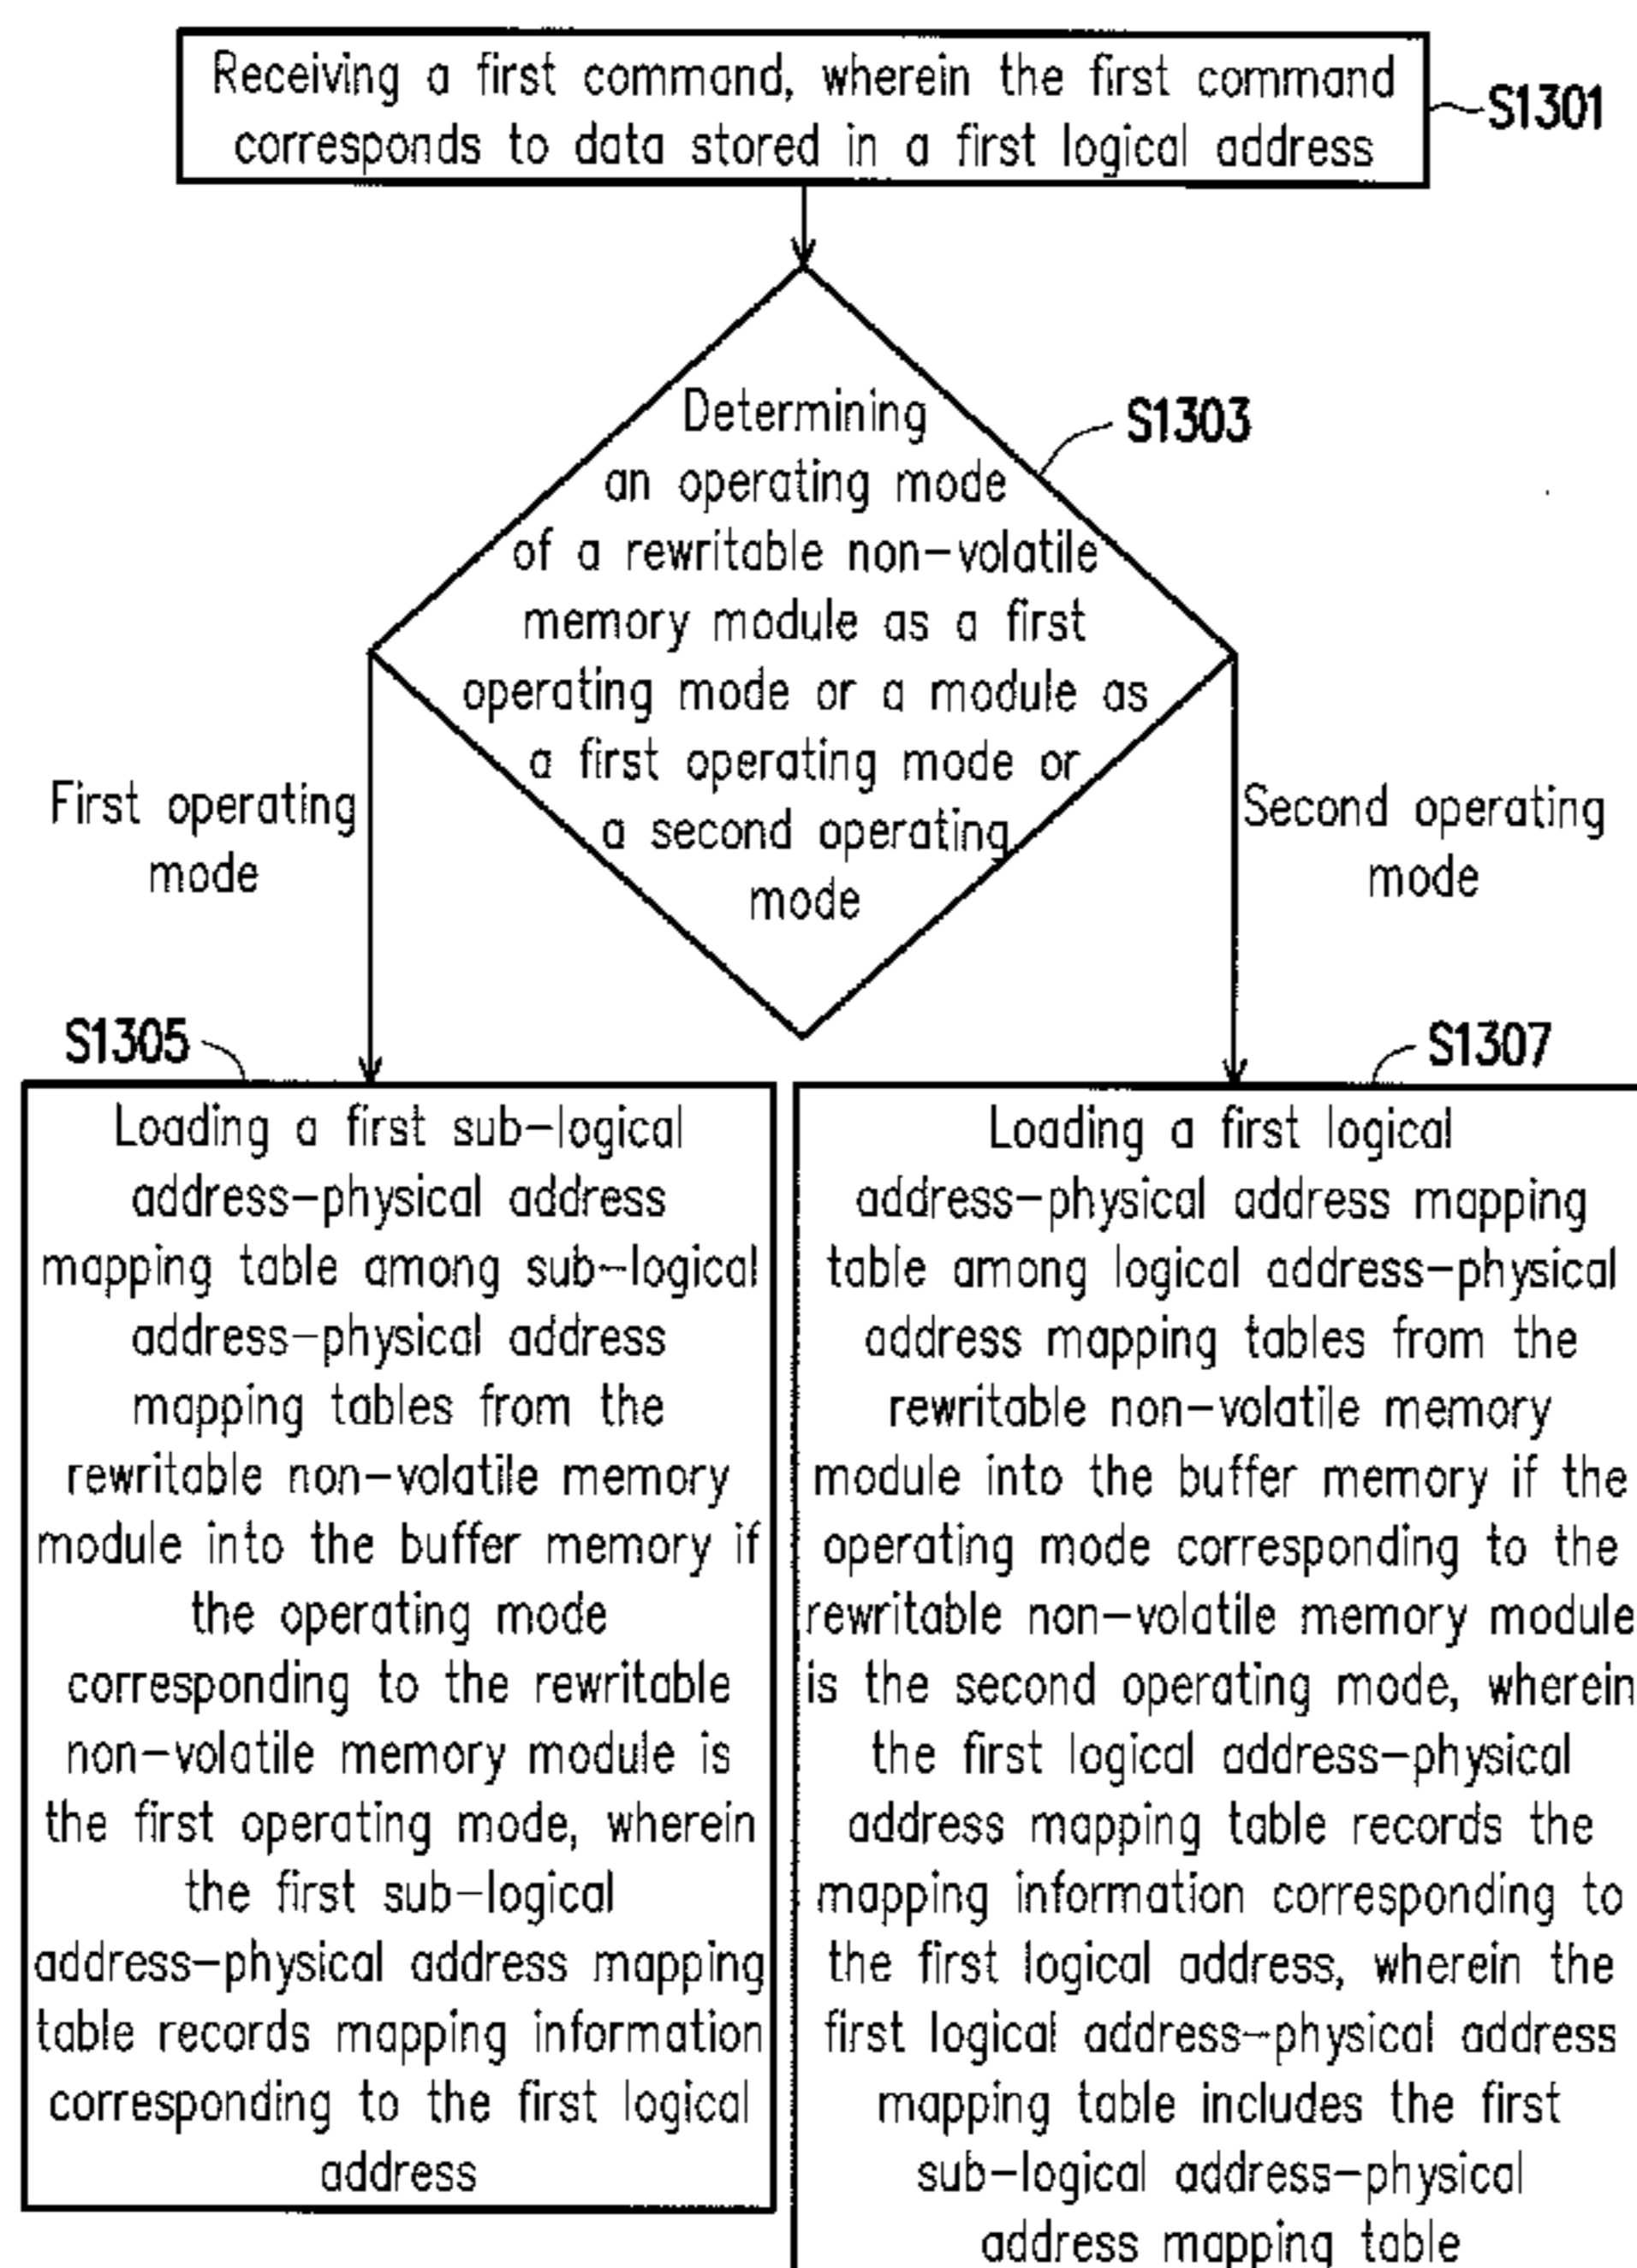 Receiving a first command, wherein the first command
corresponds to data stored in a first logical address
S1301
Determining
an operating mode
of a rewritable non-volatile
memory module as a first
operating mode or a module as
a first operating mode or
a second operating
mode
S1303
First operating
mode
Second operating
mode
S1305
Loading a first sub-logical
address-physical address
mapping table among sub-logical
address-physical address
mapping tables from the
rewritable non-volatile memory
module into the buffer memory if
the operating mode
corresponding to the rewritable
non-volatile memory module is
the first operating mode, wherein
the first sub-logical
address-physical address mapping
table records mapping information
corresponding to the first logical
address
S1307
Loading a first logical
address-physical address mapping
table among logical address-physical
address mapping tables from the
rewritable non-volatile memory
module into the buffer memory if the
operating mode corresponding to the
rewritable non-volatile memory module
is the second operating mode, wherein
the first logical address-physical
address mapping table records the
mapping information corresponding to
the first logical address, wherein the
first logical address-physical address
mapping table includes the first
sub-logical address-physical
address mapping table